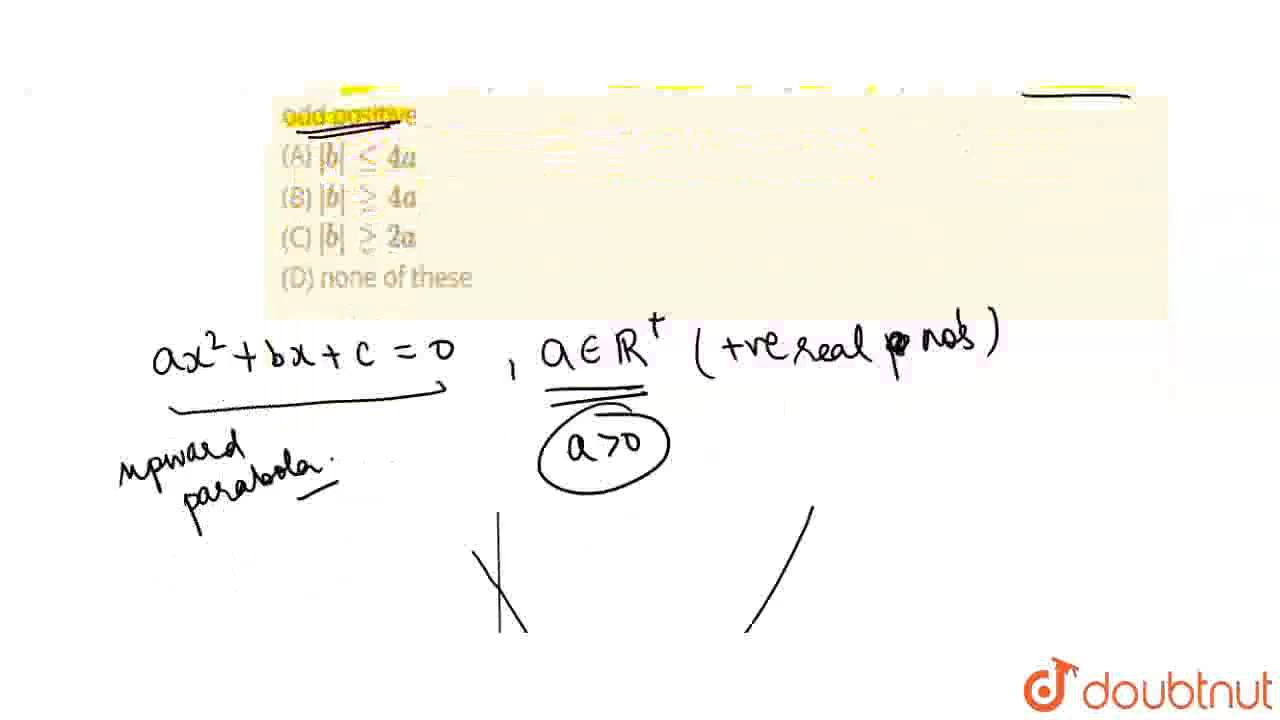 odd positive
(A) |b| ≤ 4a
(B) |b| ≥ 4a
(C) |b| ≥ 2a
(D) none of these
ax² + bx + c = 0 , a ∈ ℝ⁺ (+ve real nos)
a > 0
upward
parabola.
doubtnut